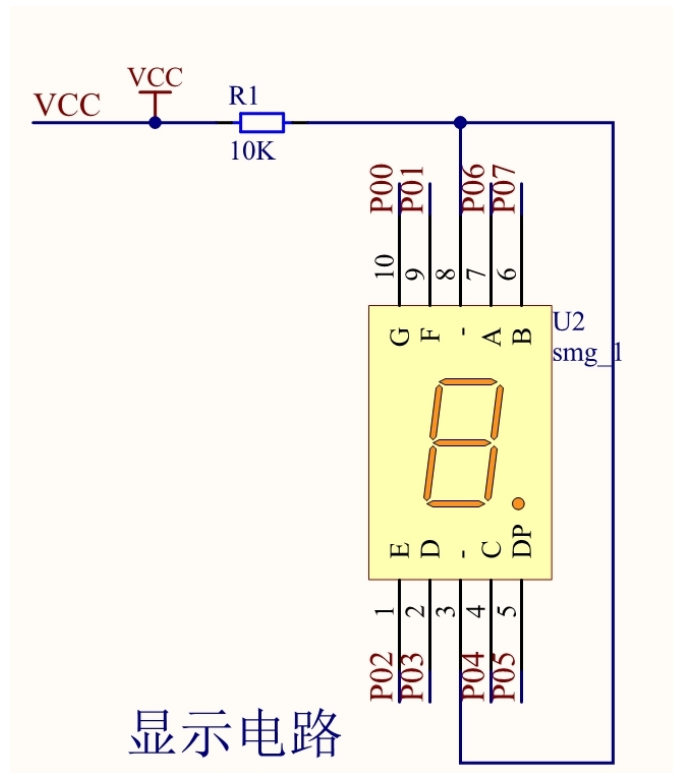 VCC
VCC
R1
10K
P00
P01
P06
P07
10
9
8
7
6
U2
smg_1
G
F
-
A
B
E
D
-
C
DP
1
2
3
4
5
P02
P03
P04
P05
显示电路